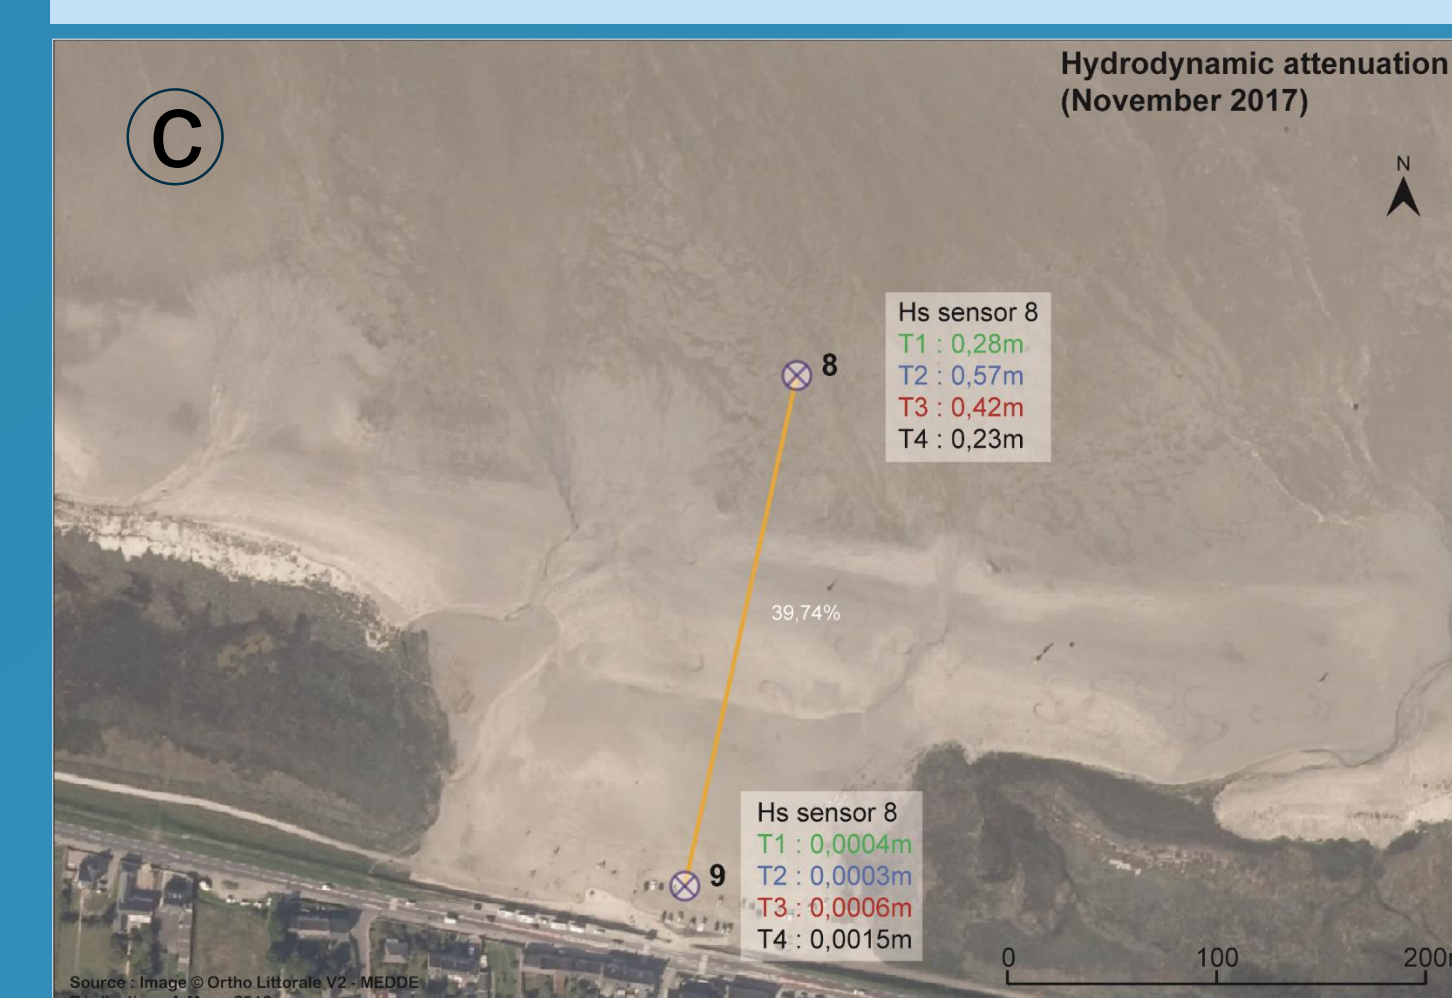 C
Hydrodynamic attenuation
(November 2017)
N
8
Hs sensor 8
T1 : 0,28m
T2 : 0,57m
T3 : 0,42m
T4 : 0,23m
39,74%
9
Hs sensor 8
T1 : 0,0004m
T2 : 0,0003m
T3 : 0,0006m
T4 : 0,0015m
0 100 200
Source : Image © Ortho Littorale V2 - MEDDE